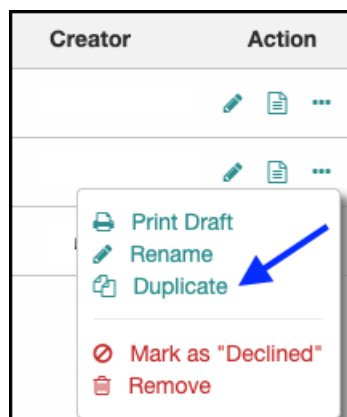 Creator Action
Print Draft
Rename
Duplicate
Mark as "Declined"
Remove